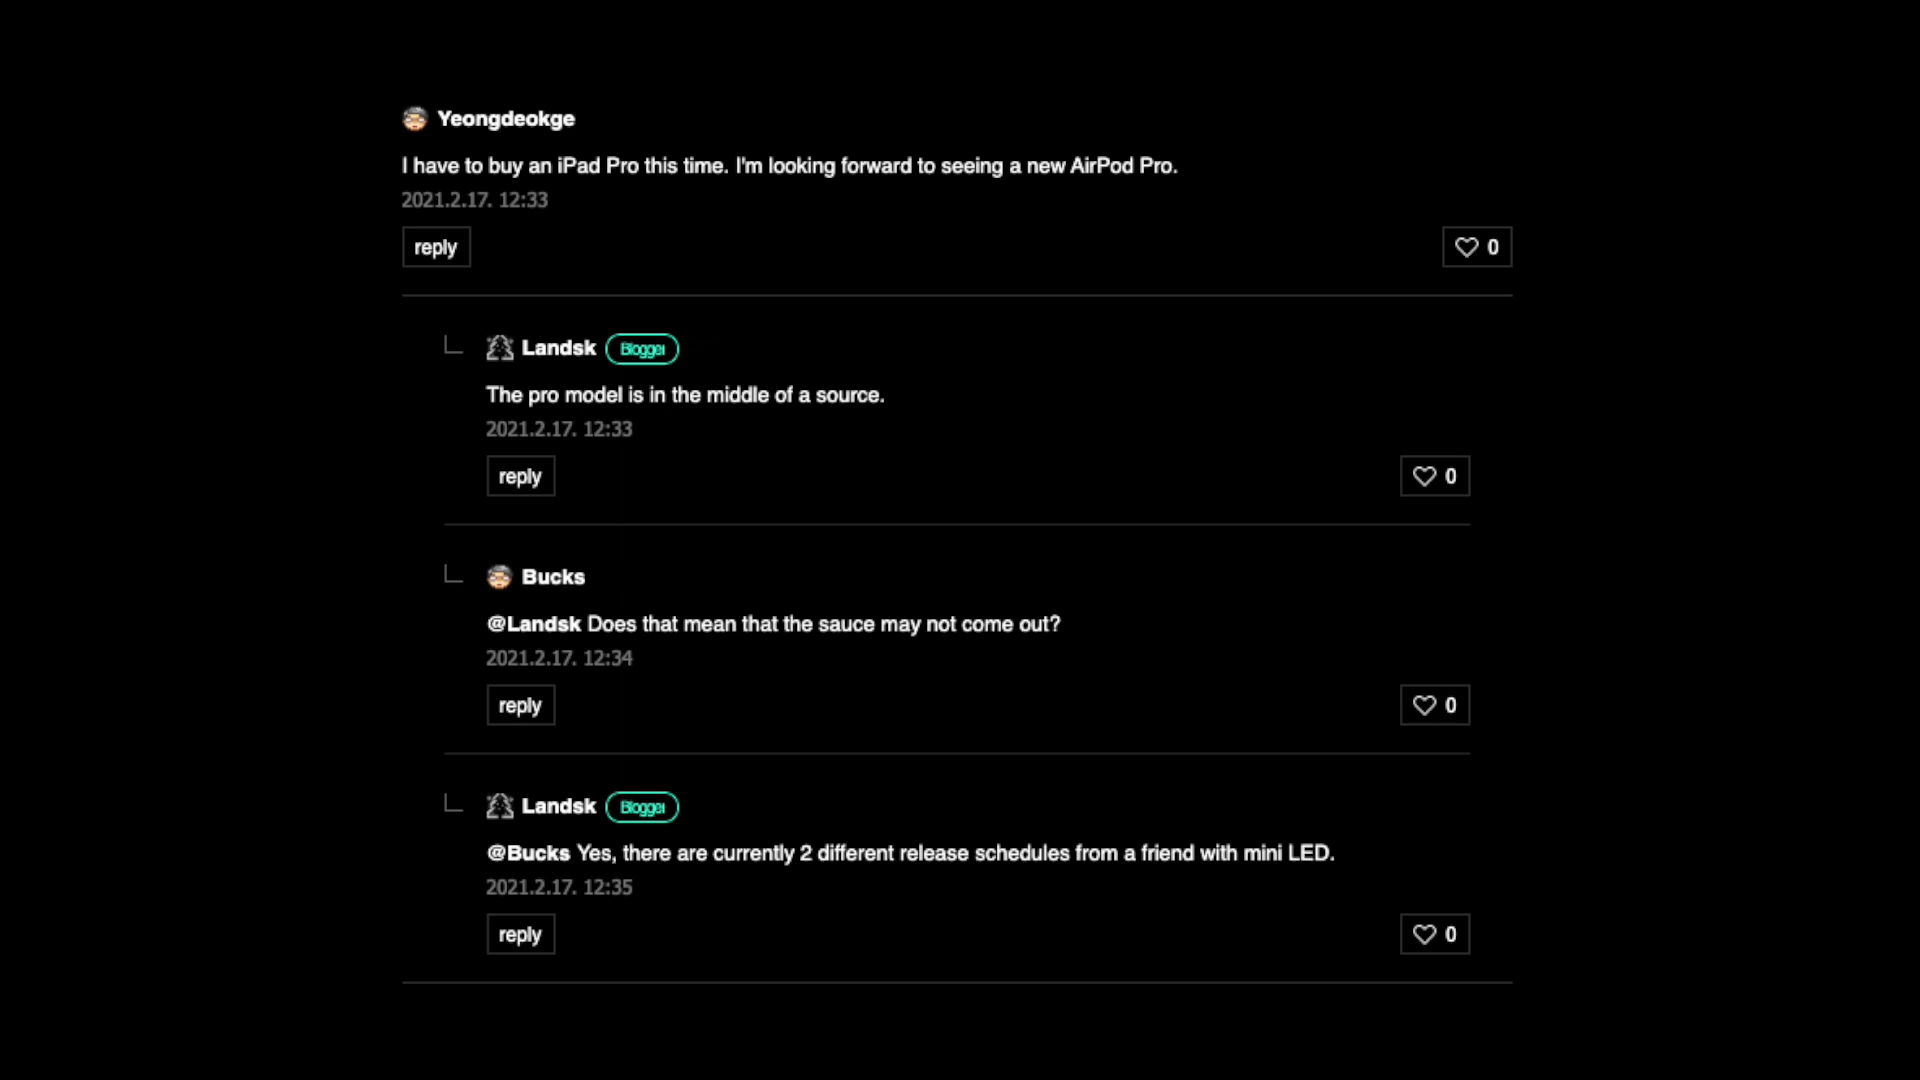 Yeongdeokge
I have to buy an iPad Pro this time. I'm looking forward to seeing a new AirPod Pro.
2021.2.17. 12:33
reply
0
Landsk Blogger
The pro model is in the middle of a source.
2021.2.17. 12:33
reply
0
Bucks
@Landsk Does that mean that the sauce may not come out?
2021.2.17. 12:34
reply
0
Landsk Blogger
@Bucks Yes, there are currently 2 different release schedules from a friend with mini LED.
2021.2.17. 12:35
reply
0